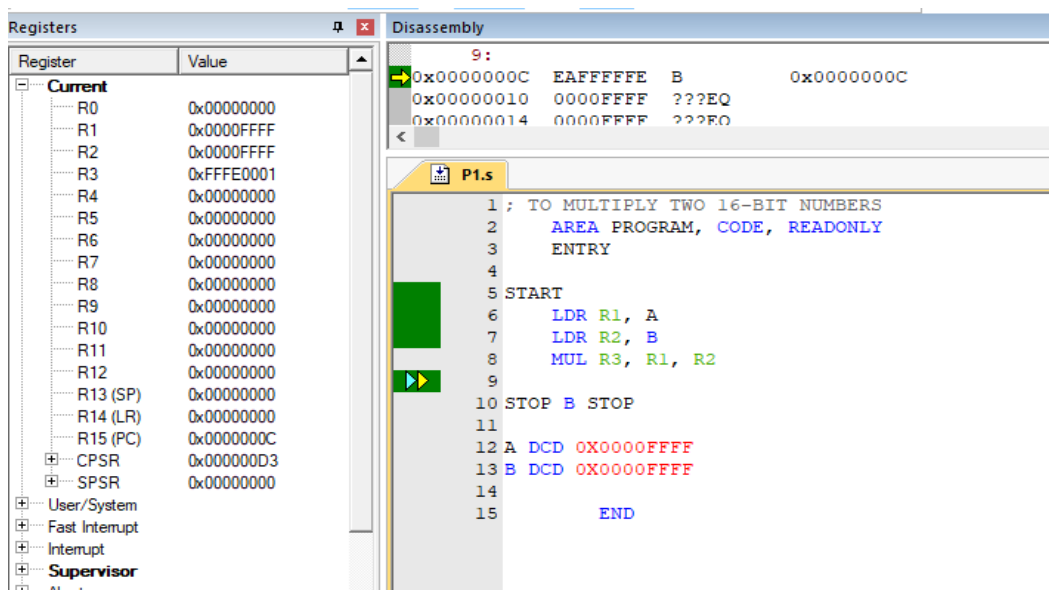 Registers
Register Value
Current
R0 0x00000000
R1 0x0000FFFF
R2 0x0000FFFF
R3 0xFFFE0001
R4 0x00000000
R5 0x00000000
R6 0x00000000
R7 0x00000000
R8 0x00000000
R9 0x00000000
R10 0x00000000
R11 0x00000000
R12 0x00000000
R13 (SP) 0x00000000
R14 (LR) 0x00000000
R15 (PC) 0x0000000C
CPSR 0x000000D3
SPSR 0x00000000
User/System
Fast Interrupt
Interrupt
Supervisor
Disassembly
9:
0x0000000C EAFFFFFE B 0x0000000C
0x00000010 0000FFFF ???EQ
0x00000014 0000FFFF ???EQ
P1.s
1 ; TO MULTIPLY TWO 16-BIT NUMBERS
2 AREA PROGRAM, CODE, READONLY
3 ENTRY
4
5 START
6 LDR R1, A
7 LDR R2, B
8 MUL R3, R1, R2
9
10 STOP B STOP
11
12 A DCD 0X0000FFFF
13 B DCD 0X0000FFFF
14
15 END